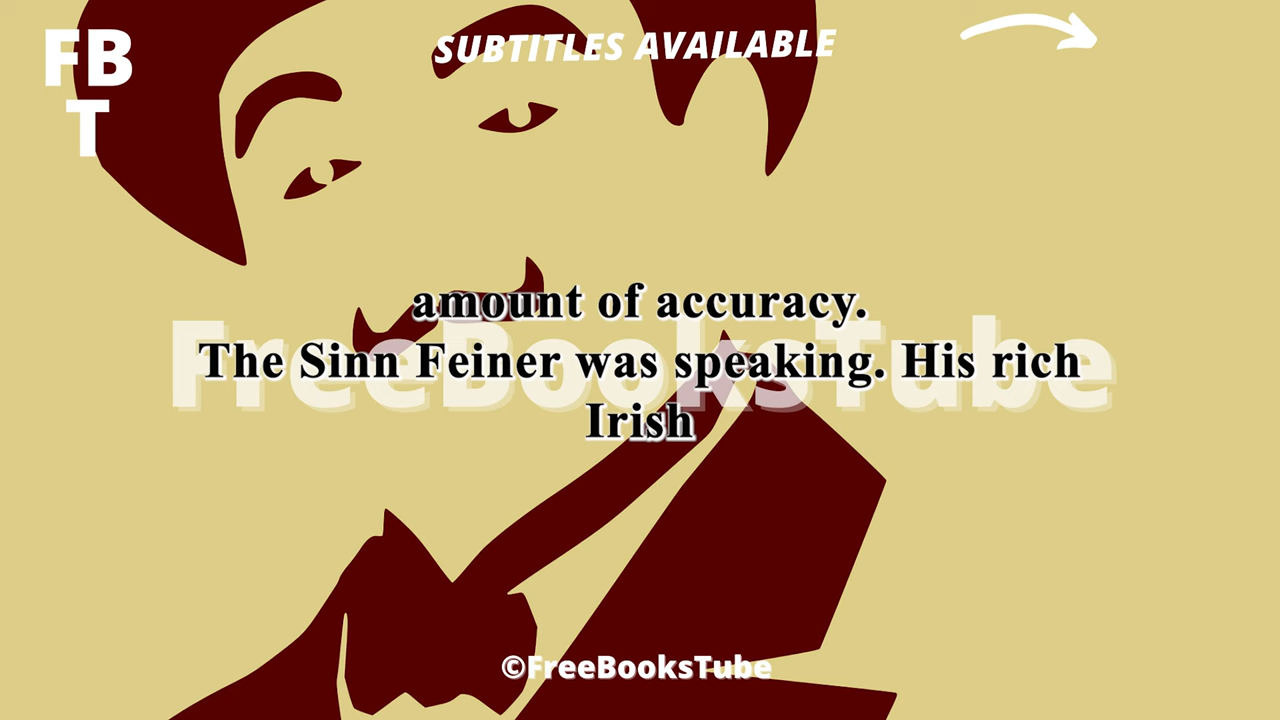 FB
T
SUBTITLES AVAILABLE
FreeBooksTube
amount of accuracy.
The Sinn Feiner was speaking. His rich
Irish
©FreeBooksTube